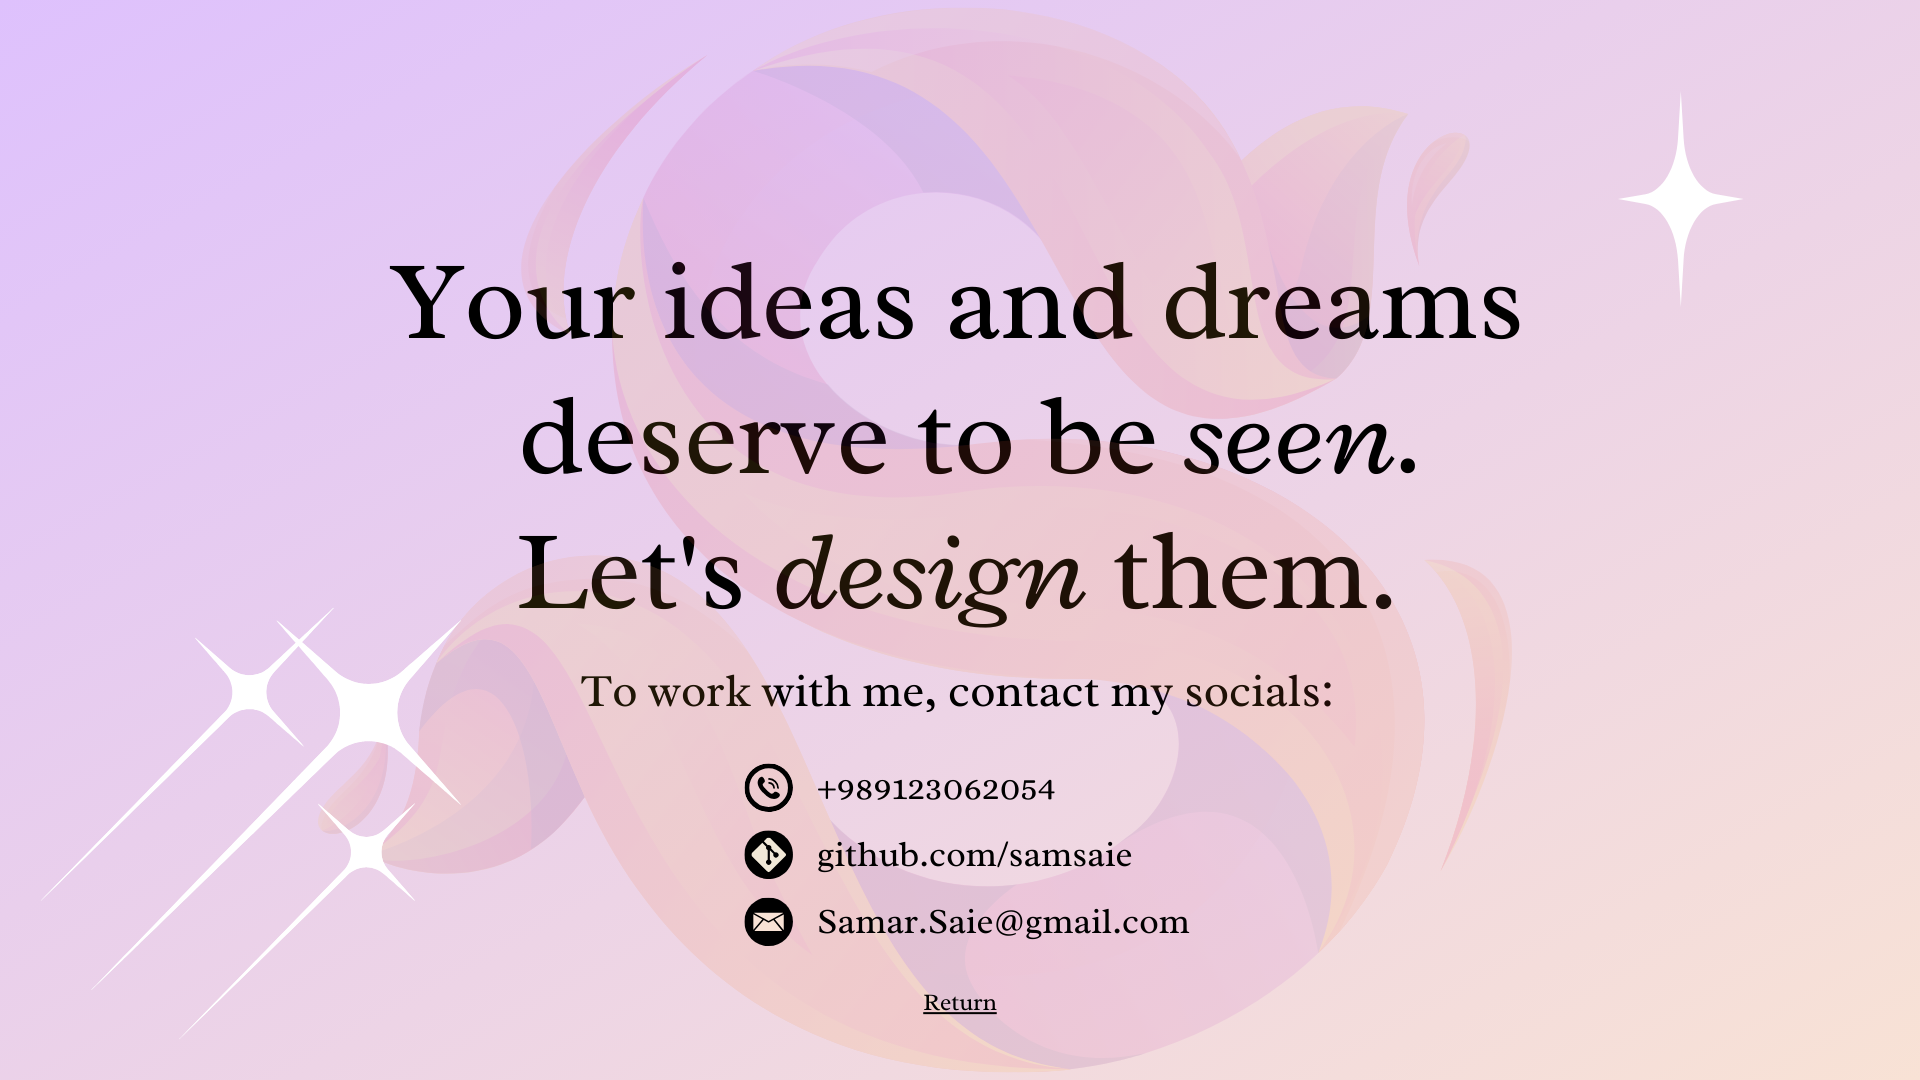 Your ideas and dreams
deserve to be seen.
Let's design them.
To work with me, contact my socials:
+989123062054
github.com/samsaie
Samar.Saie@gmail.com
Return